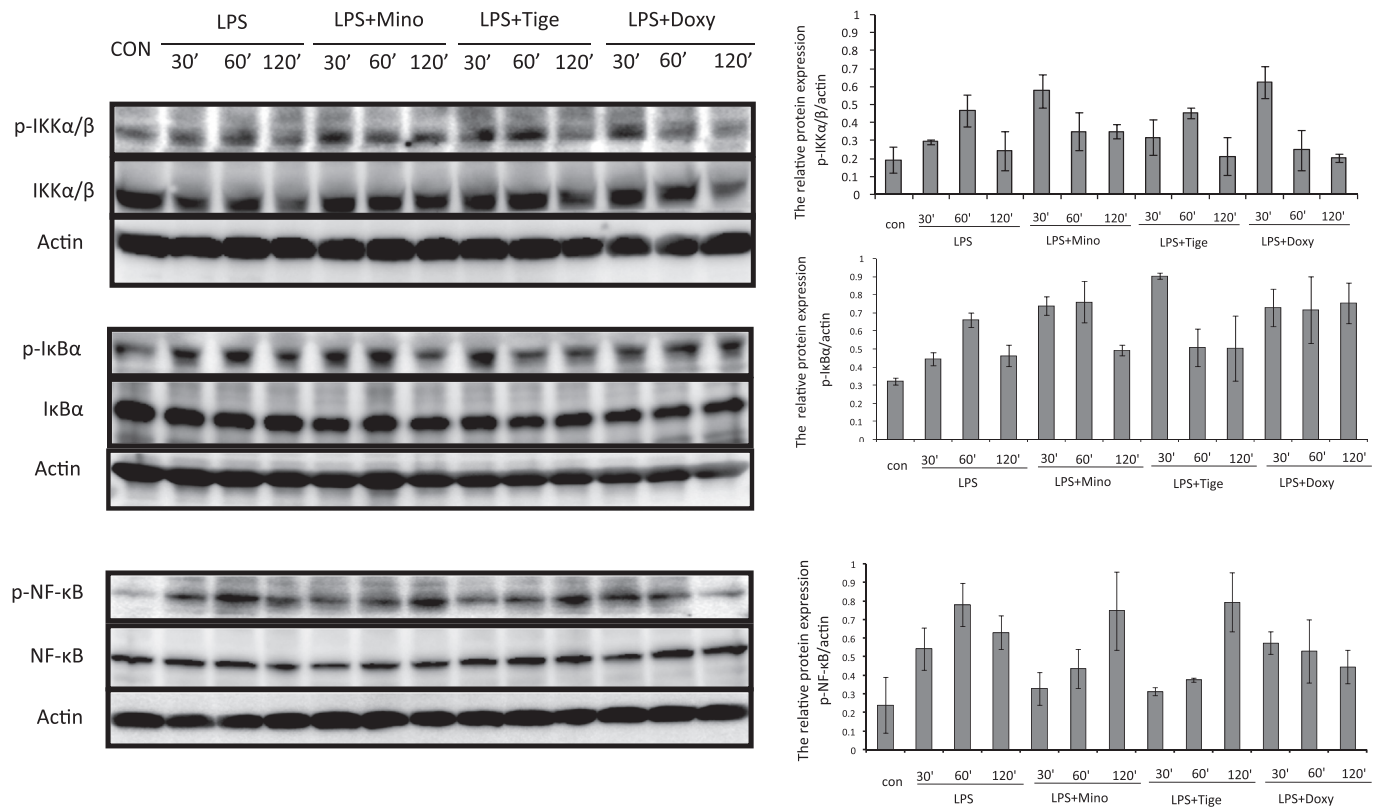 LPS LPS+Mino LPS+Tige LPS+Doxy
CON 30’ 60’ 120’ 30’ 60’ 120’ 30’ 60’ 120’ 30’ 60’ 120’
p-IKKα/β
IKKα/β
Actin
p-IκBα
IκBα
Actin
p-NF-κB
NF-κB
Actin
The relative protein expression
p-IKKα/β/actin
1
0.9
0.8
0.7
0.6
0.5
0.4
0.3
0.2
0.1
0
con 30' 60' 120' 30' 60' 120' 30' 60' 120' 30' 60' 120'
LPS LPS+Mino LPS+Tige LPS+Doxy
The relative protein expression
p-IκBα/actin
1
0.9
0.8
0.7
0.6
0.5
0.4
0.3
0.2
0.1
0
con 30' 60' 120' 30' 60' 120' 30' 60' 120' 30' 60' 120'
LPS LPS+Mino LPS+Tige LPS+Doxy
The relative protein expression
p-NF-κB/actin
1
0.9
0.8
0.7
0.6
0.5
0.4
0.3
0.2
0.1
0
con 30' 60' 120' 30' 60' 120' 30' 60' 120' 30' 60' 120'
LPS LPS+Mino LPS+Tige LPS+Doxy